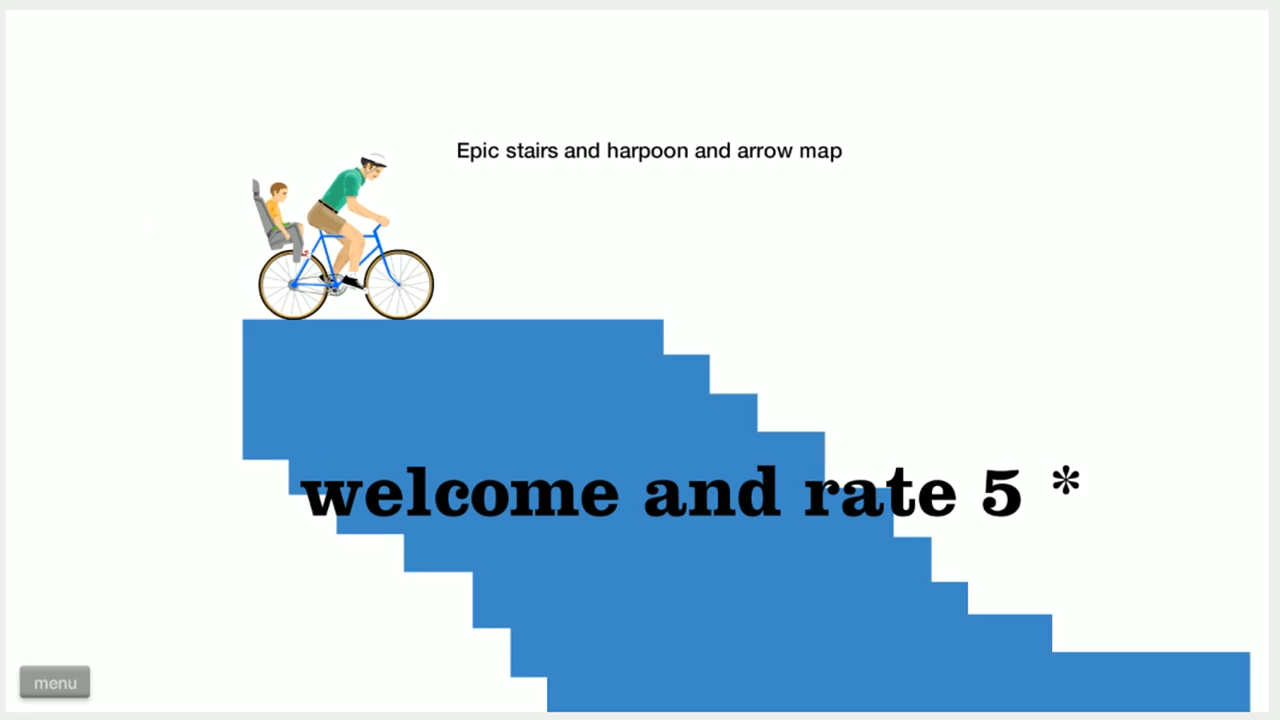 Epic stairs and harpoon and arrow map
welcome and rate 5 *
menu